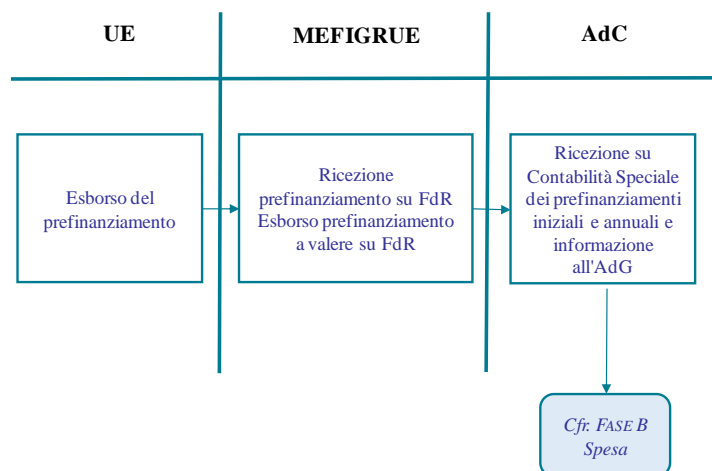 UE
MEFIGRUE
AdC
Esborso del
prefinanziamento
Ricezione
prefinanziamento su FdR
Esborso prefinanziamento
a valere su FdR
Ricezione su
Contabilità Speciale
dei prefinanziamenti
iniziali e annuali e
informazione
all'AdG
Cfr. FASE B
Spesa